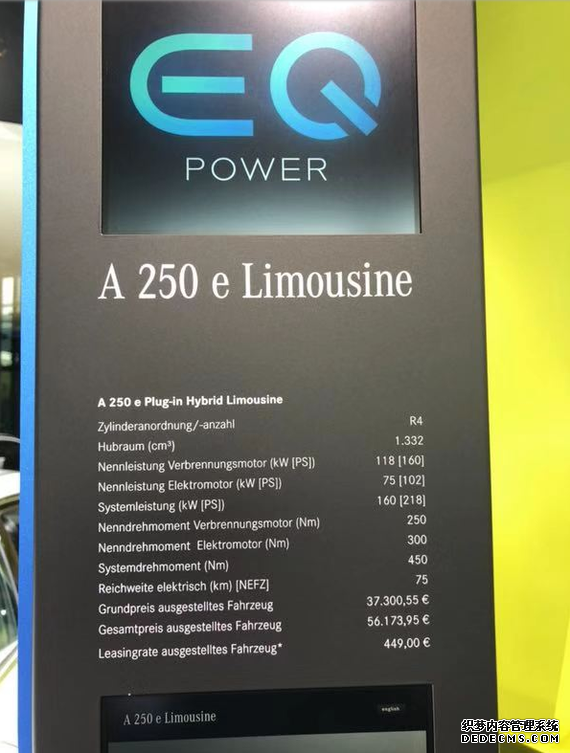 EQ
POWER
A 250 e Limousine
A 250 e Plug-in Hybrid Limousine
Zylinderanordnung/-anzahl R4
Hubraum (cm³) 1.332
Nennleistung Verbrennungsmotor (kW [PS]) 118 [160]
Nennleistung Elektromotor (kW [PS]) 75 [102]
Systemleistung (kW [PS]) 160 [218]
Nenndrehmoment Verbrennungsmotor (Nm) 250
Nenndrehmoment Elektromotor (Nm) 300
Systemdrehmoment (Nm) 450
Reichweite elektrisch (km) [NEFZ] 75
Grundpreis ausgestelltes Fahrzeug 37.300,55 €
Gesamtpreis ausgestelltes Fahrzeug 56.173,95 €
Leasingrate ausgestelltes Fahrzeug* 449,00 €
english
A 250 e Limousine
织梦内容管理系统
DEDECMS.COM